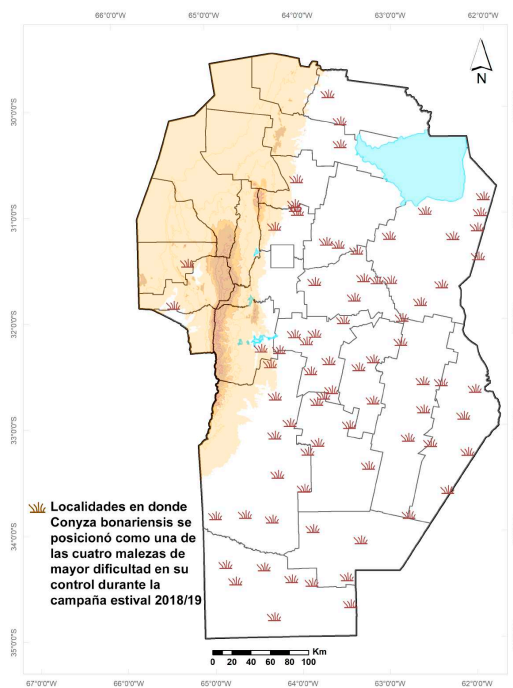 66°0'0"W 65°0'0"W 64°0'0"W 63°0'0"W 62°0'0"W
N
30°0'0"S
31°0'0"S
32°0'0"S
33°0'0"S
34°0'0"S
35°0'0"S
Localidades en donde
Conyza bonariensis se
posicionó como una de
las cuatro malezas de
mayor dificultad en su
control durante la
campaña estival 2018/19
Km
0 20 40 60 80 100
67°0'0"W 66°0'0"W 65°0'0"W 64°0'0"W 63°0'0"W 62°0'0"W